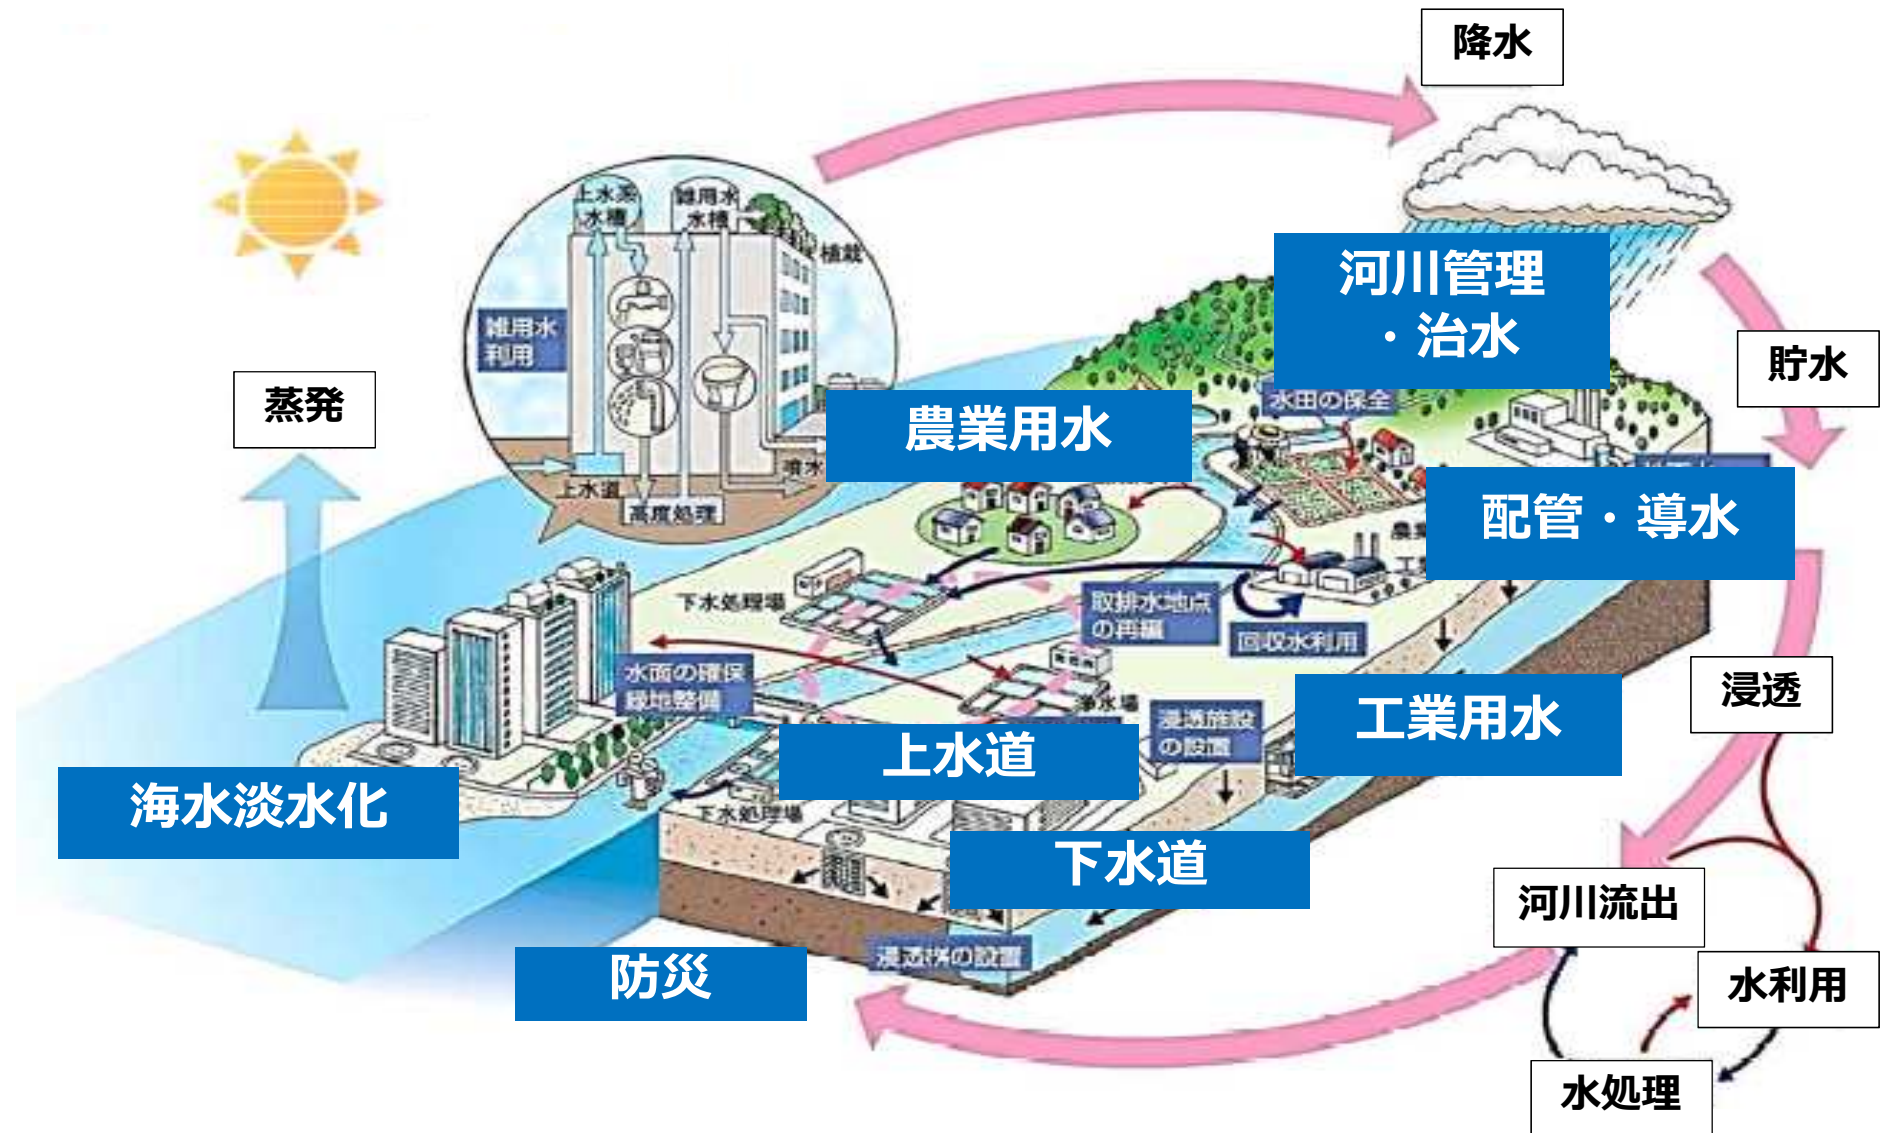 降水
上水系
水槽
雑用水
水槽
植栽
雑用水
利用
河川管理
・治水
貯水
蒸発
水田の保全
農業用水
噴水
上水道
高度処理
配管・導水
下水処理場
取排水地点
の再編
回収水利用
水面の確保
緑地整備
浸透
浄水場
浸透施設
の設置
工業用水
上水道
海水淡水化
下水処理場
下水道
河川流出
浸透桝の設置
防災
水利用
水処理